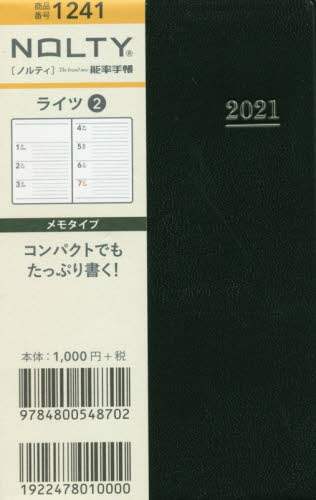 商品番号 1241
NOLTY®
[ノルティ] 能率手帳
ライツ 2
4
1 5
2 6
3 7
メモタイプ
コンパクトでも
たっぷり書く!
本体:1,000円+税
9784800548702
1922478010000
2021